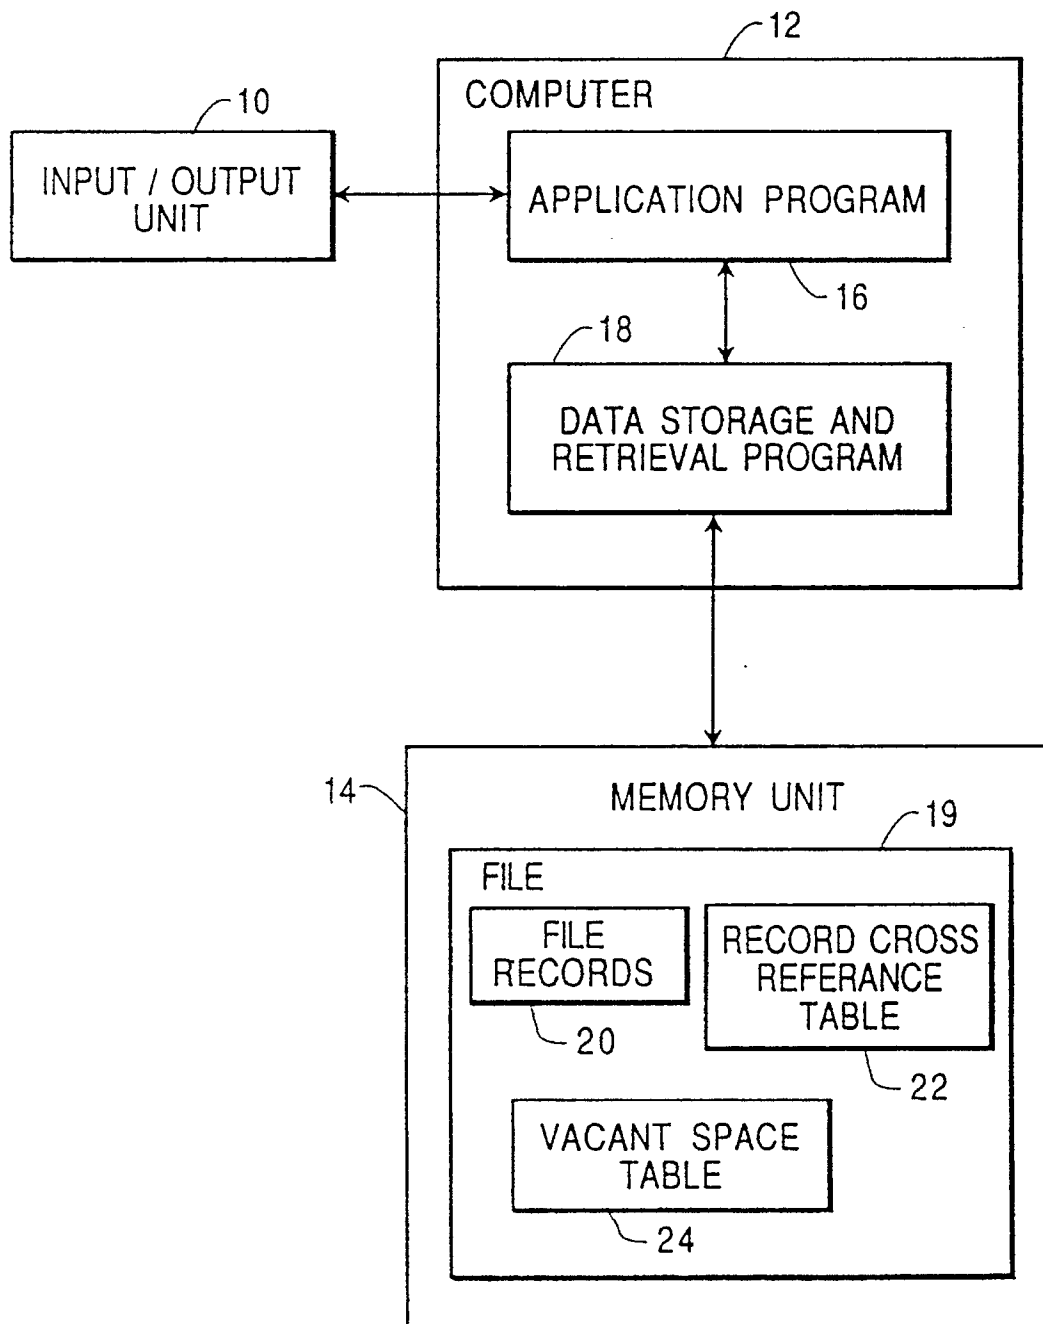 12
COMPUTER
10
INPUT / OUTPUT
UNIT
APPLICATION PROGRAM
16
18
DATA STORAGE AND
RETRIEVAL PROGRAM
14
MEMORY UNIT
19
FILE
FILE
RECORDS
20
RECORD CROSS
REFERANCE
TABLE
22
VACANT SPACE
TABLE
24